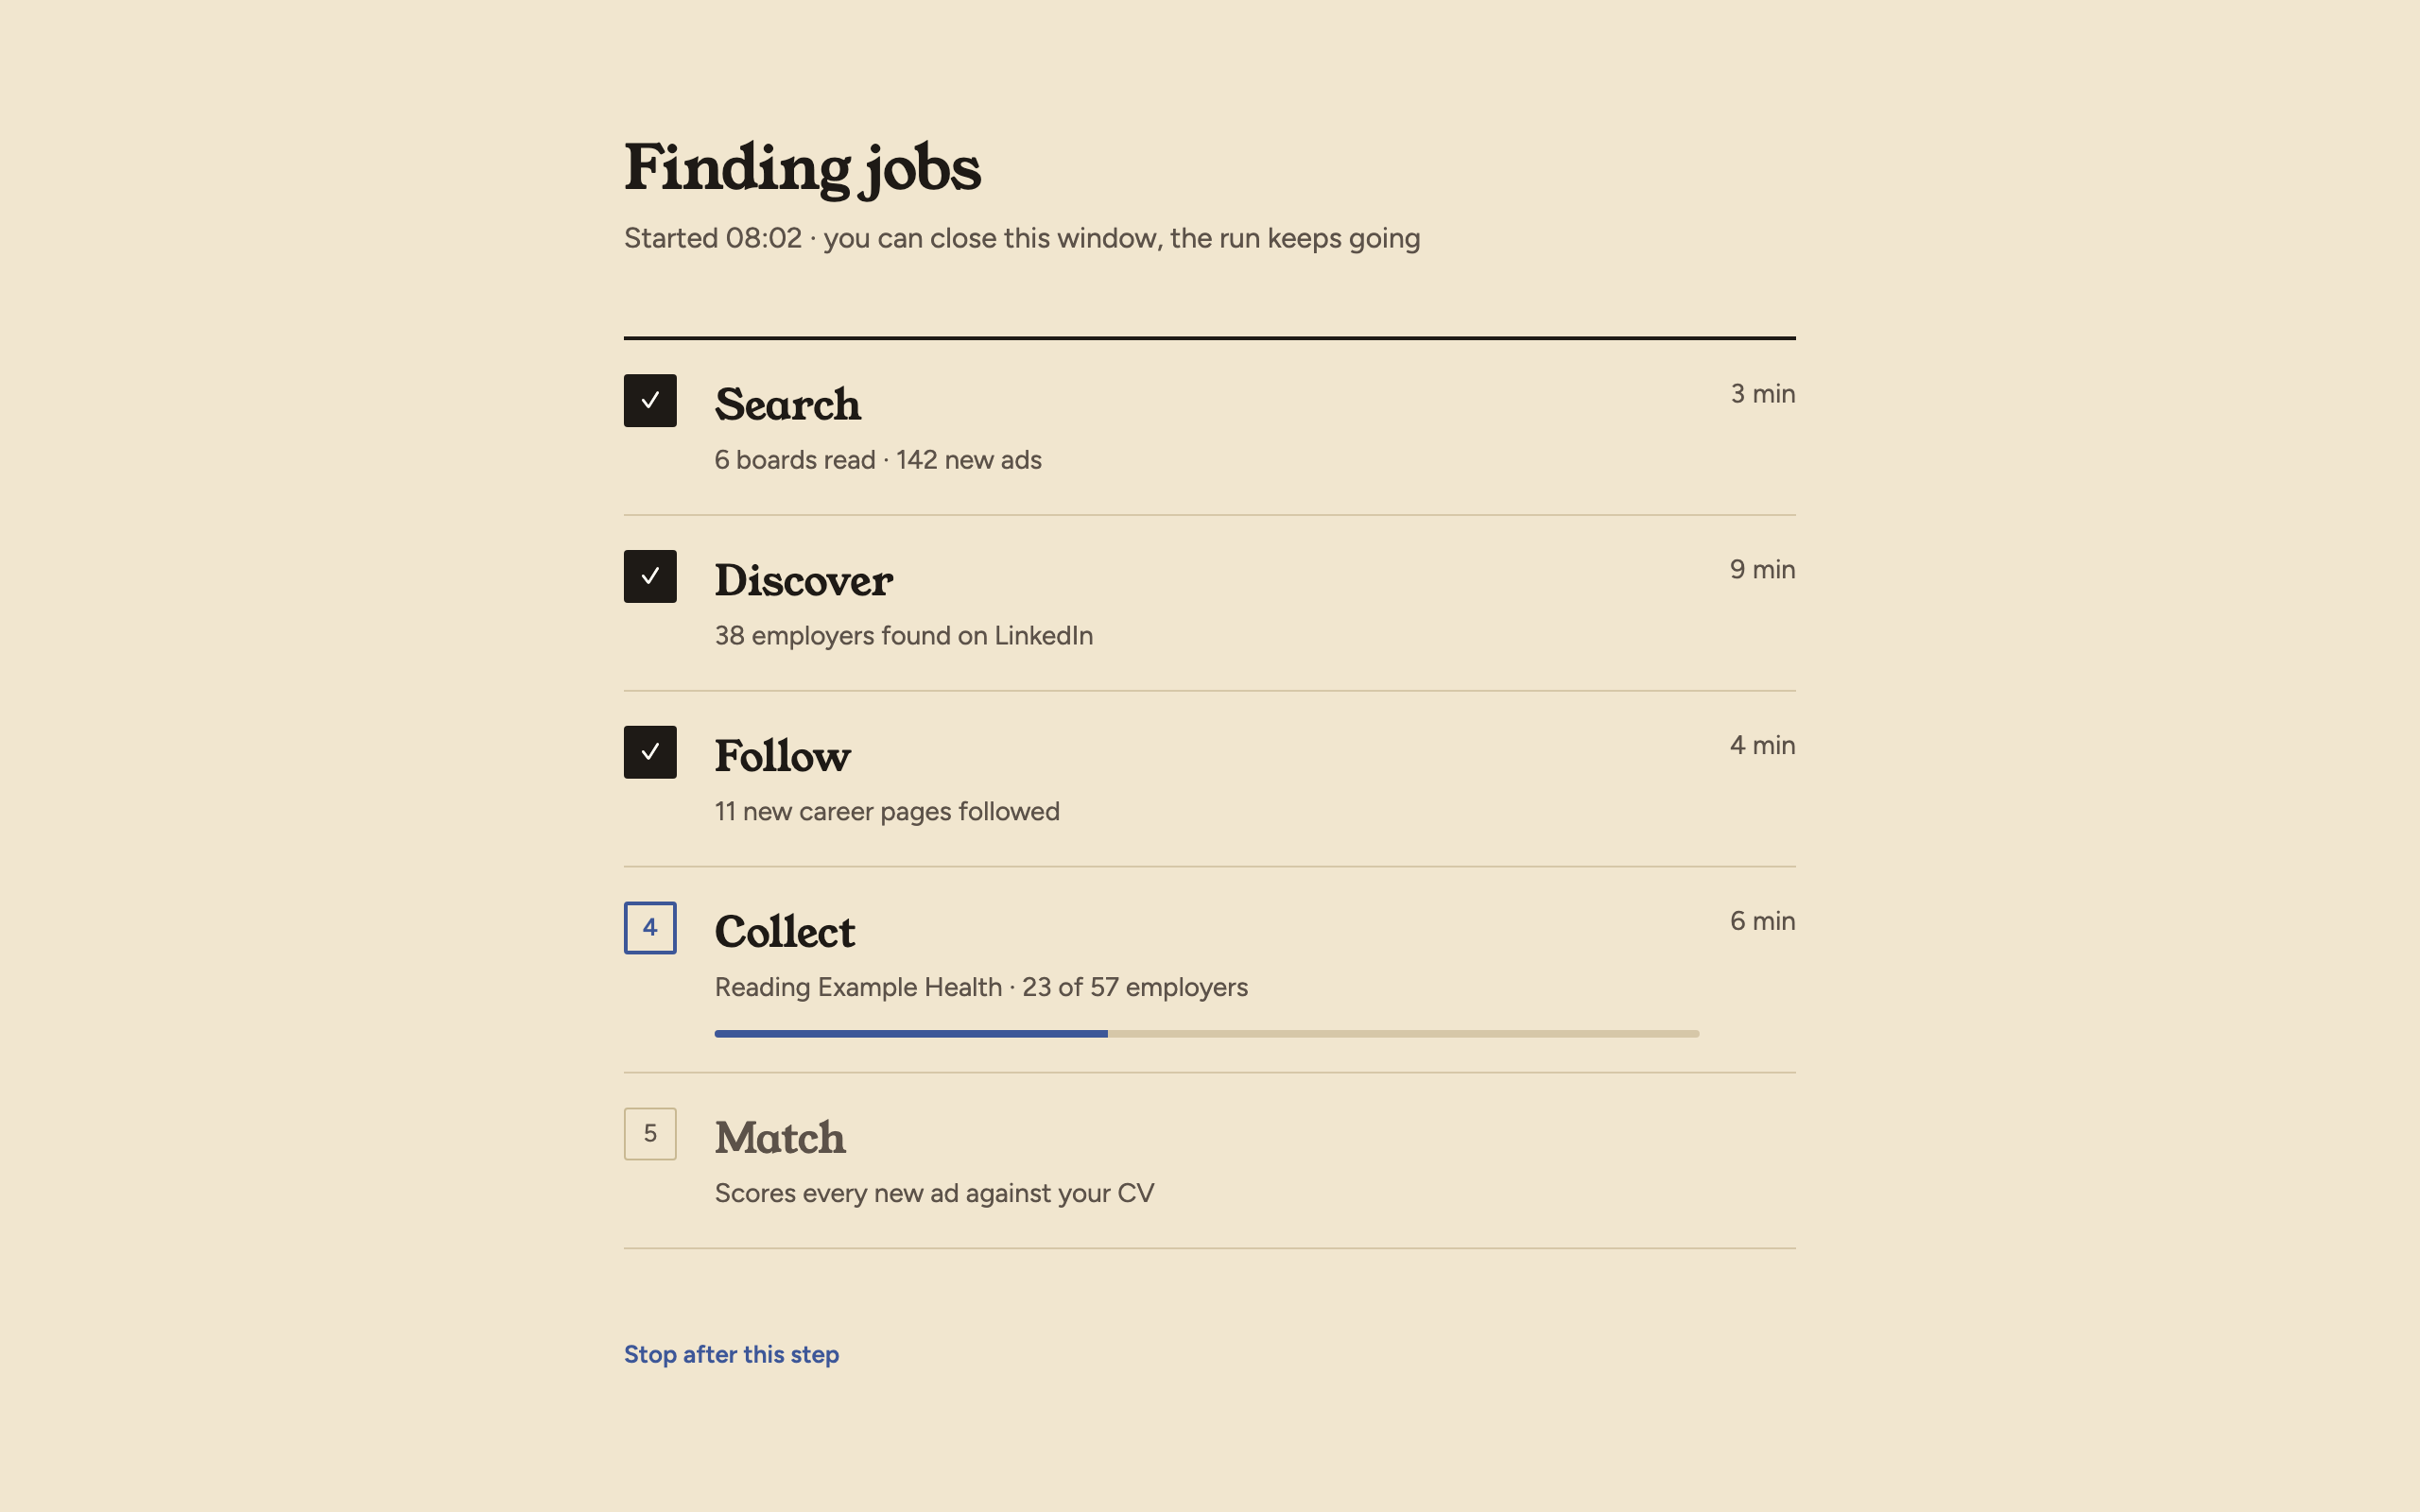 Finding jobs
Started 08:02 · you can close this window, the run keeps going
Search
3 min
6 boards read · 142 new ads
Discover
9 min
38 employers found on LinkedIn
Follow
4 min
11 new career pages followed
4
Collect
6 min
Reading Example Health · 23 of 57 employers
5
Match
Scores every new ad against your CV
Stop after this step